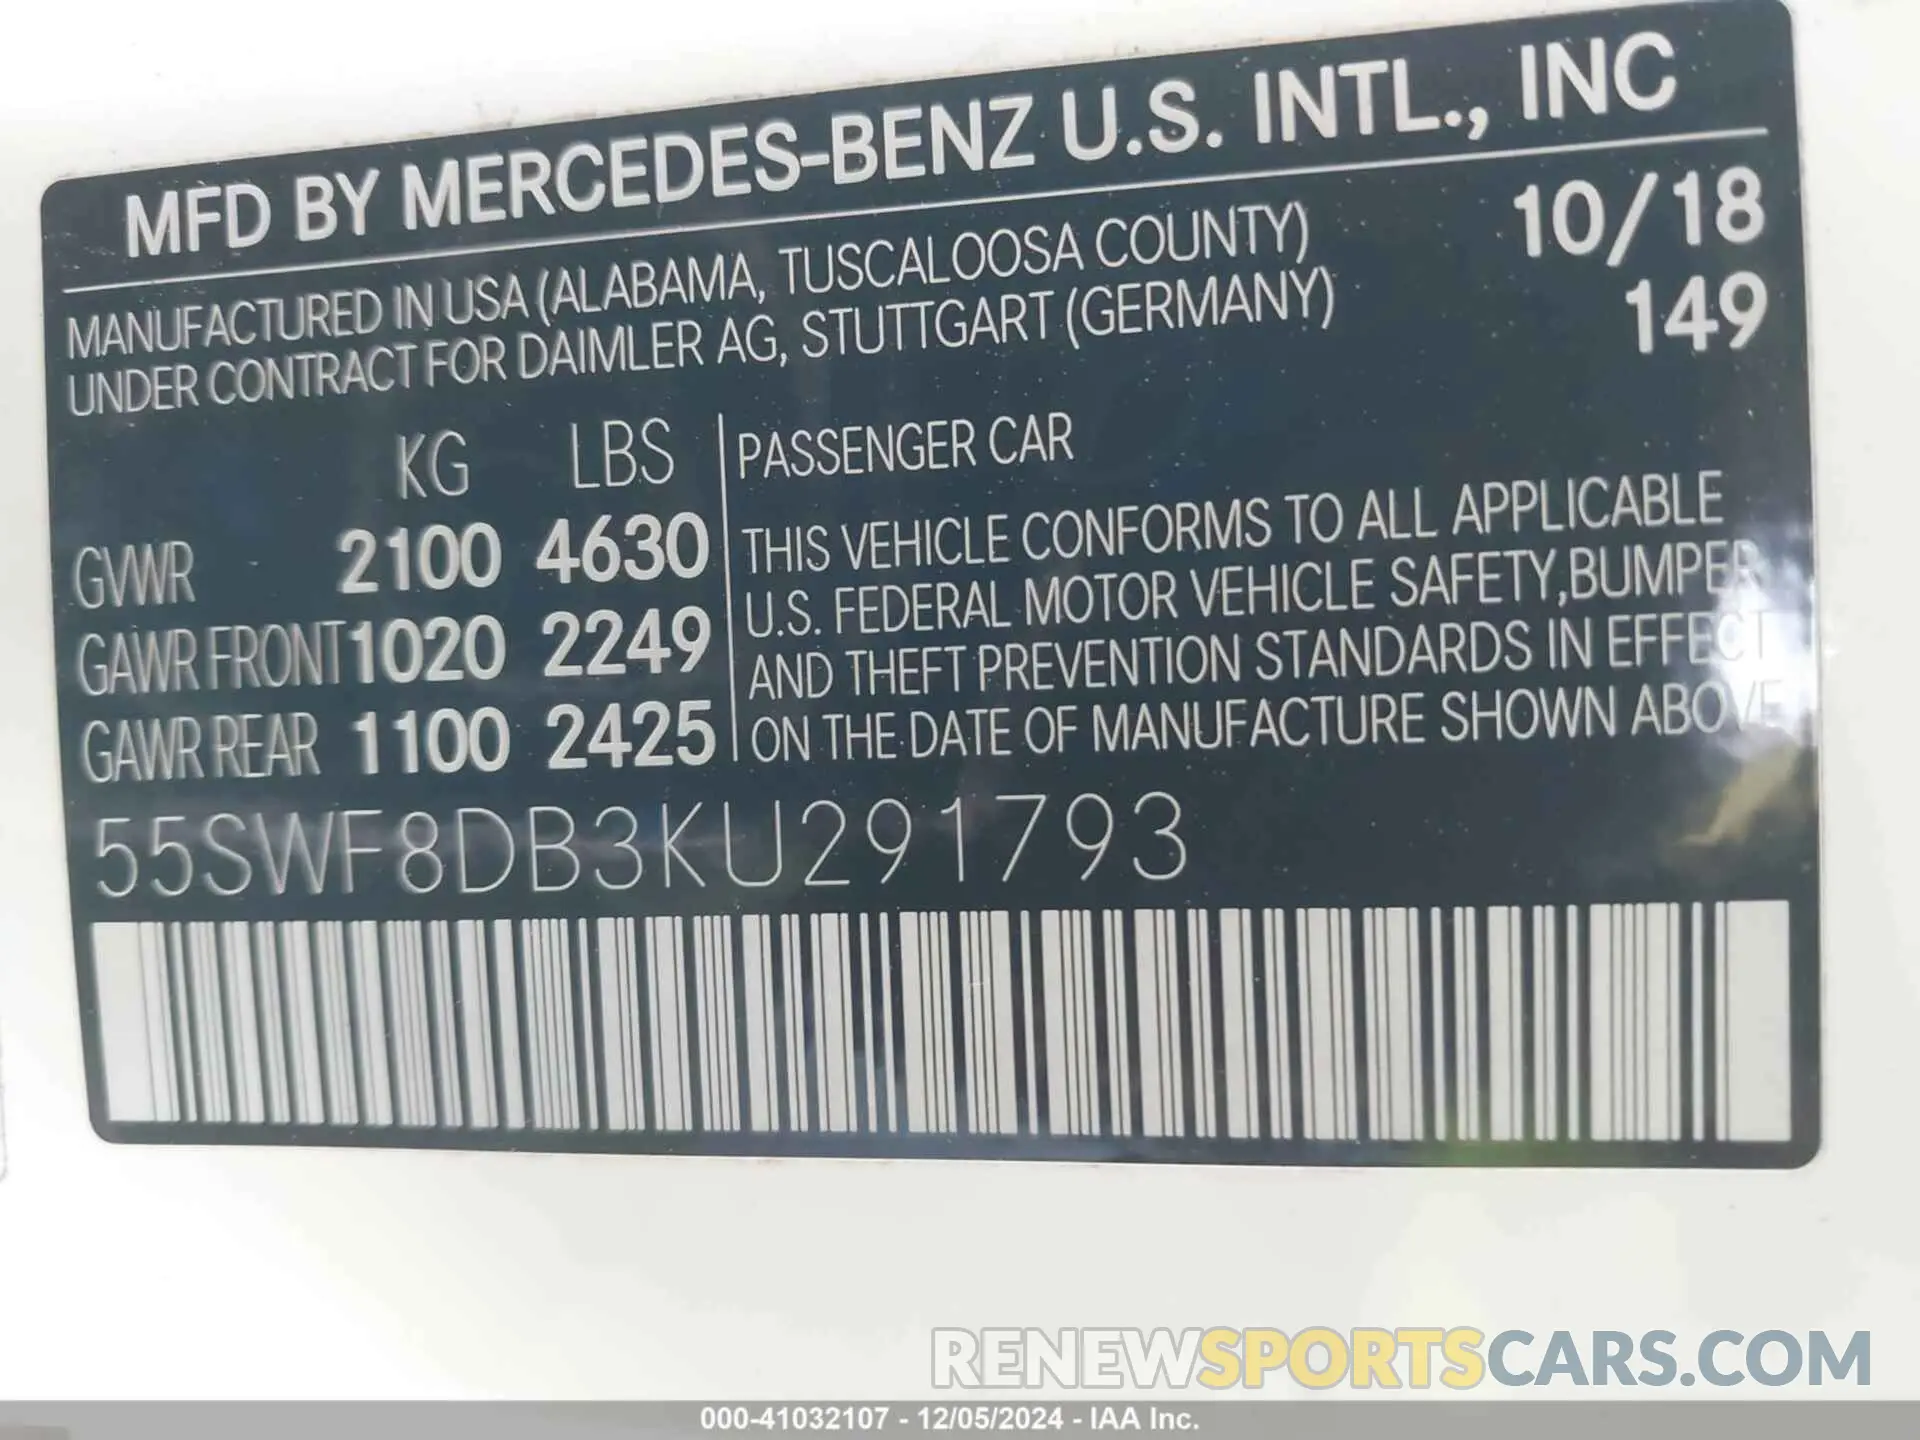 MFD BY MERCEDES-BENZ U.S. INTL., INC
MANUFACTURED IN USA (ALABAMA, TUSCALOOSA COUNTY) 10/18
UNDER CONTRACT FOR DAIMLER AG, STUTTGART (GERMANY) 149
KG LBS
GVWR 2100 4630
GAWR FRONT 1020 2249
GAWR REAR 1100 2425
PASSENGER CAR
THIS VEHICLE CONFORMS TO ALL APPLICABLE
U.S. FEDERAL MOTOR VEHICLE SAFETY,BUMPER
AND THEFT PREVENTION STANDARDS IN EFFECT
ON THE DATE OF MANUFACTURE SHOWN ABOVE
55SWF8DB3KU291793
RENEWSPORTSCARS.COM
000-41032107 - 12/05/2024 - IAA Inc.